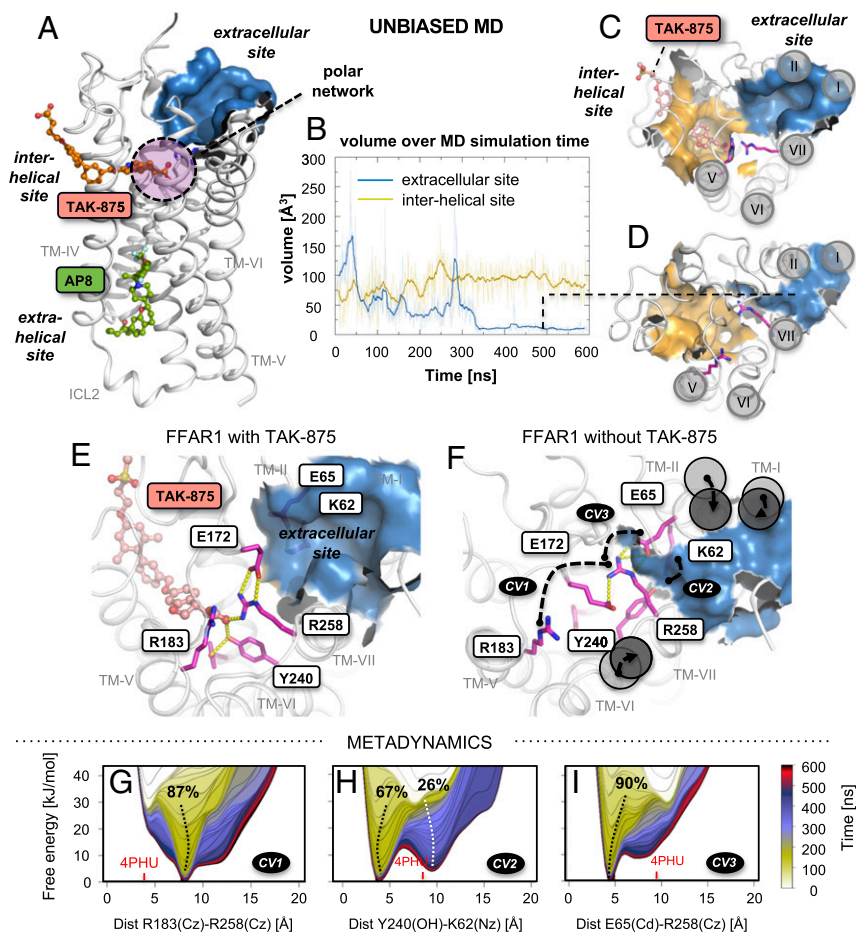 A
UNBIASED MD
extracellular
site
polar
network
inter-
helical
site
TAK-875
TM-IV
TM-VI
AP8
extra-
helical
site
TM-V
ICL2
B
volume over MD simulation time
volume [Å³]
300
250
200
150
100
50
0
extracellular site
inter-helical site
0
100
200
300
400
500
600
Time [ns]
C
TAK-875
extracellular
site
inter-
helical
site
II
I
VII
V
VI
D
II
I
VII
V
VI
FFAR1 with TAK-875
E
TAK-875
TM-II
TM-I
E65
K62
extracellular
site
E172
R183
R258
TM-VII
Y240
TM-V
TM-VI
FFAR1 without TAK-875
F
TM-II
TM-I
E65
CV3
E172
K62
CV1
CV2
R183
Y240
R258
TM-V
TM-VII
TM-VI
METADYNAMICS
Free energy [kJ/mol]
40
30
20
10
0
G
87%
4PHU
CV1
0
5
10
15
20
Dist R183(Cz)-R258(Cz) [Å]
H
67%
26%
4PHU
CV2
0
5
10
15
20
Dist Y240(OH)-K62(Nz) [Å]
I
90%
4PHU
CV3
0
5
10
15
20
Dist E65(Cd)-R258(Cz) [Å]
600
500
400
300
200
100
0
Time [ns]